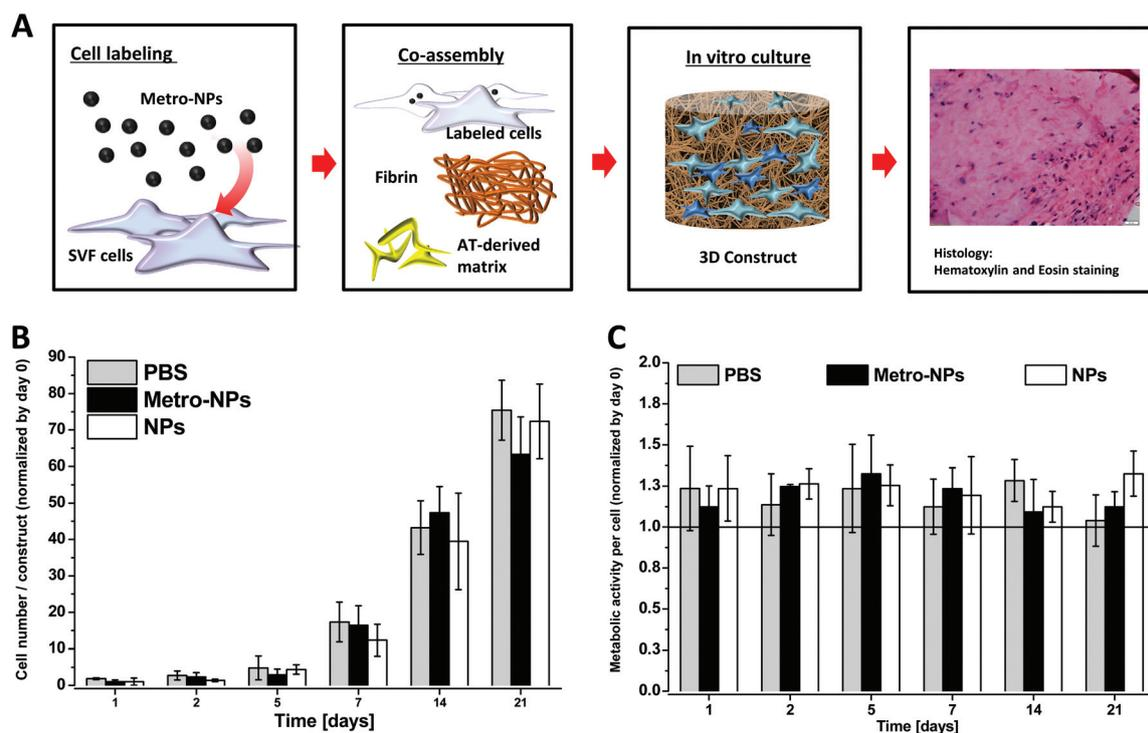 A
Cell labeling
Metro-NPs
SVF cells
Co-assembly
Labeled cells
Fibrin
AT-derived
matrix
In vitro culture
3D Construct
Histology:
Hematoxylin and Eosin staining
B
Cell number / construct (normalized by day 0)
90
80
70
60
50
40
30
20
10
0
PBS
Metro-NPs
NPs
1 2 5 7 14 21
Time [days]
C
Metabolic activity per cell (normalized by day 0)
2.0
1.8
1.5
1.3
1.0
0.8
0.5
0.3
0.0
PBS Metro-NPs NPs
1 2 5 7 14 21
Time [days]